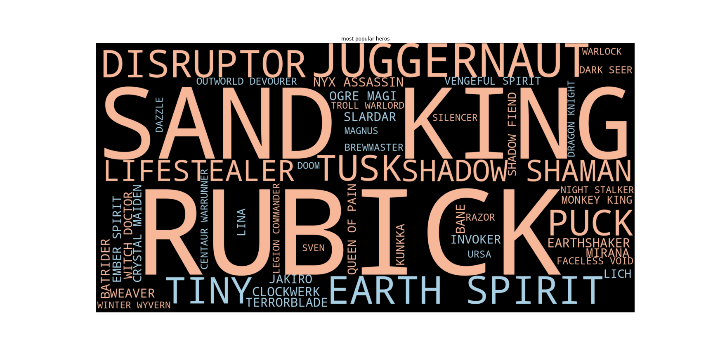 most popular heros
DISRUPTOR
JUGGERNAUT
WARLOCK
DARK SEER
OUTWORLD DEVOURER
NYX ASSASSIN
VENGEFUL SPIRIT
OGRE MAGI
TROLL WARLORD
SAND KING
DAZZLE
SLARDAR
SILENCER
MAGNUS
BREWMASTER
SHADOW FIEND
DRAGON KNIGHT
LIFESTEALER
DOOM
TUSK
SHADOW SHAMAN
RUBICK
NIGHT STALKER
MONKEY KING
PUCK
EARTHSHAKER
MIRANA
FACELESS VOID
LICH
BATRIDER
EMBER SPIRIT
WITCH DOCTOR
CRYSTAL MAIDEN
CENTAUR WARRUNNER
LINA
LEGION COMMANDER
SVEN
QUEEN OF PAIN
KUNKKA
BANE
RAZOR
INVOKER
URSA
WEAVER
WINTER WYVERN
TINY
JAKIRO
CLOCKWERK
TERRORBLADE
EARTH SPIRIT